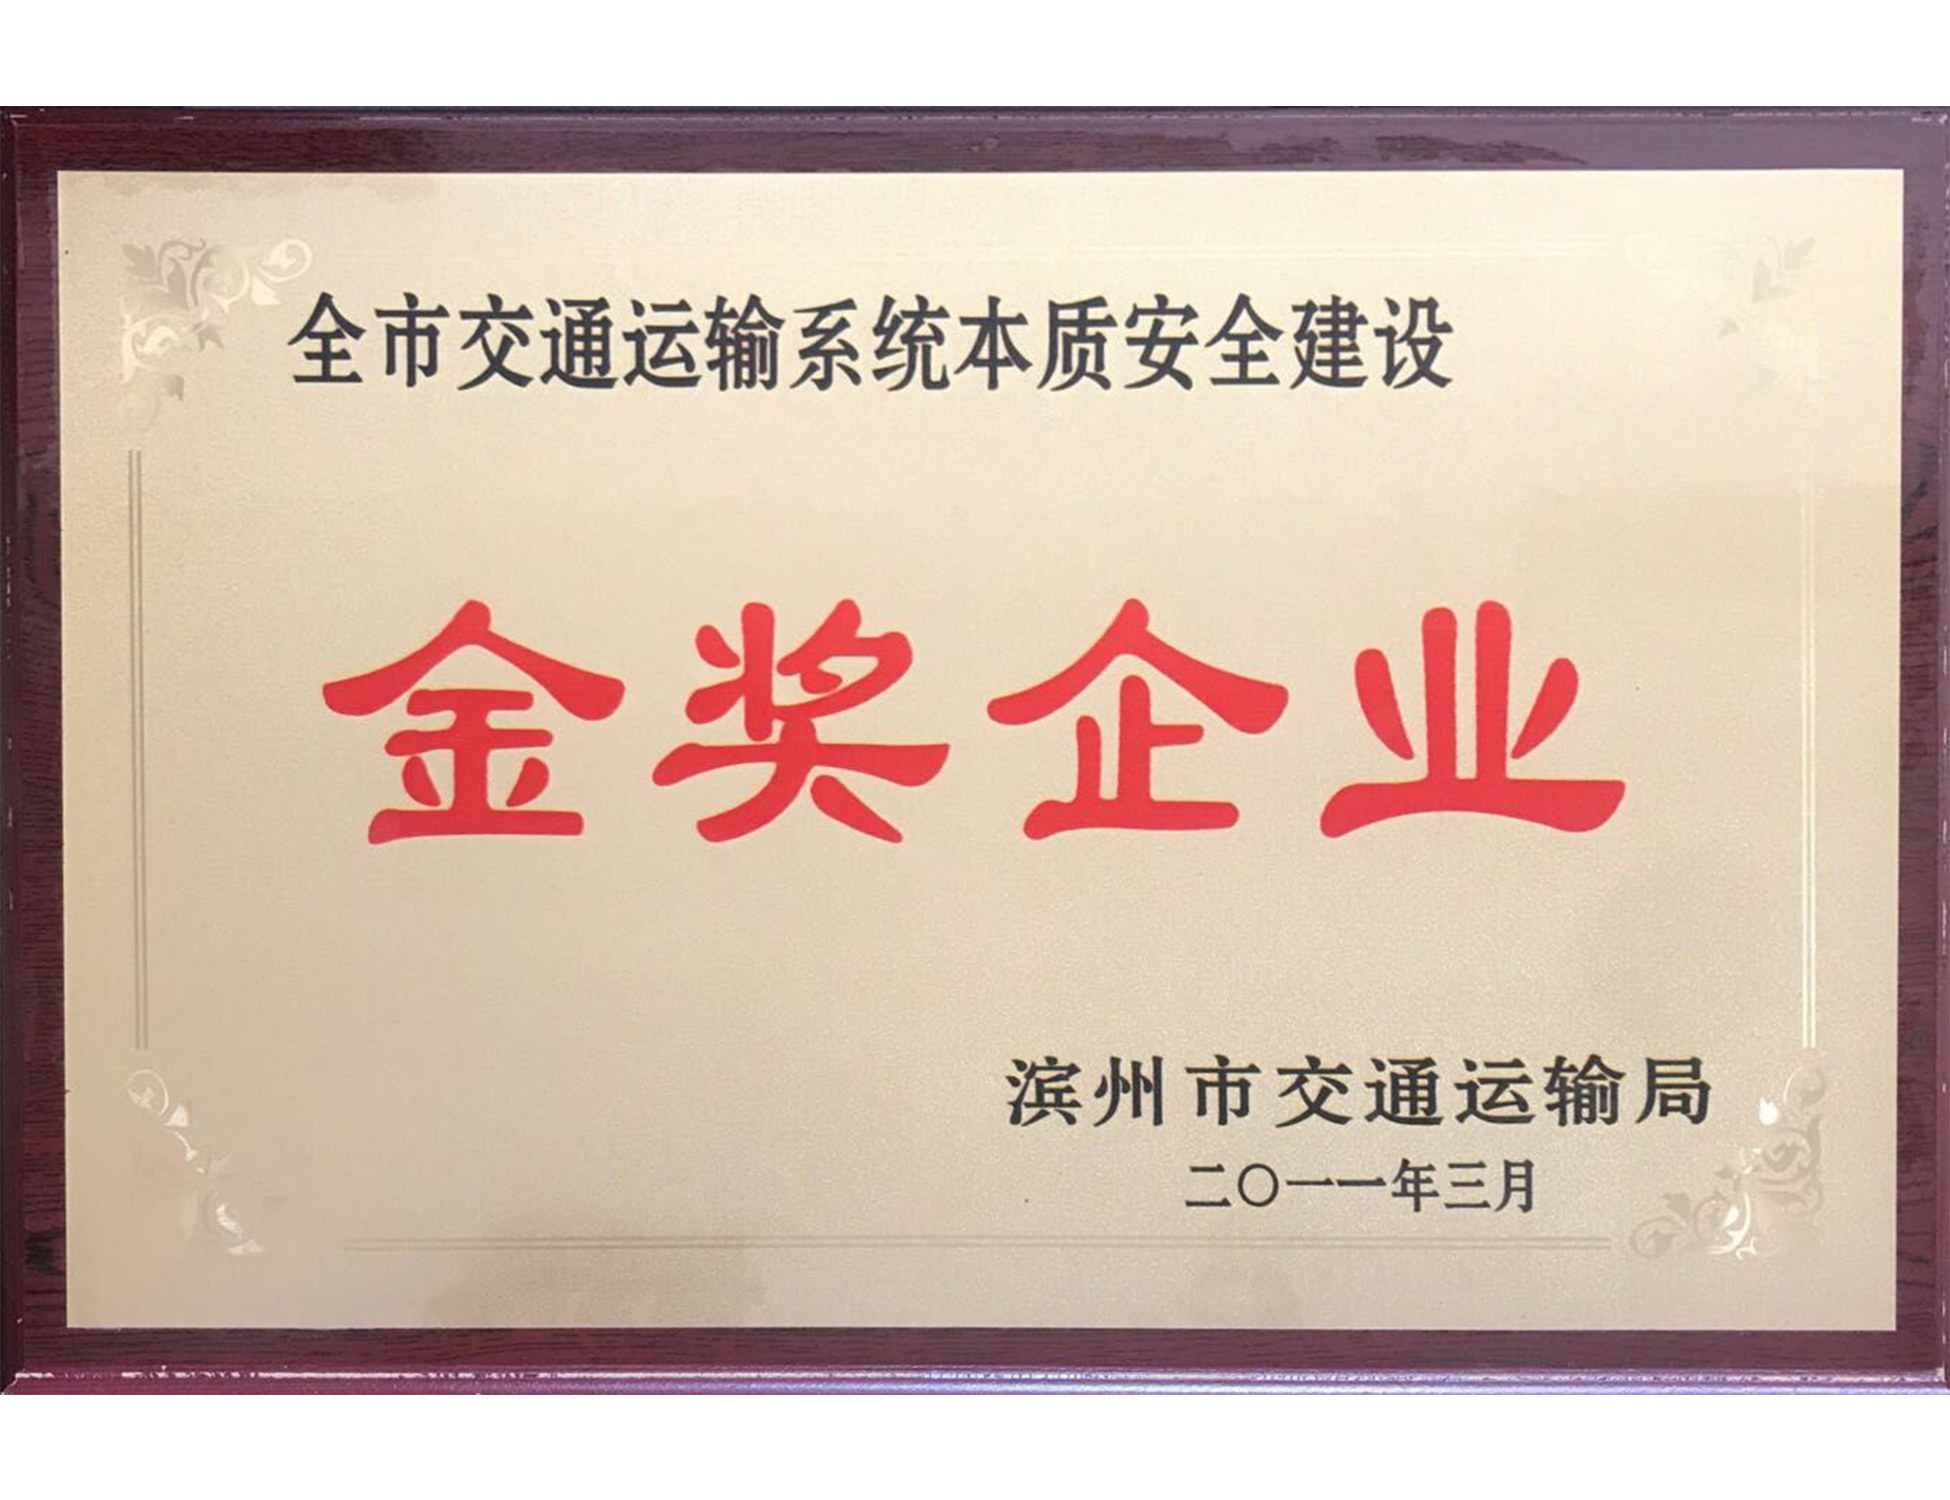 全市交通运输系统本质安全建设
金奖企业
滨州市交通运输局
二〇一一年三月